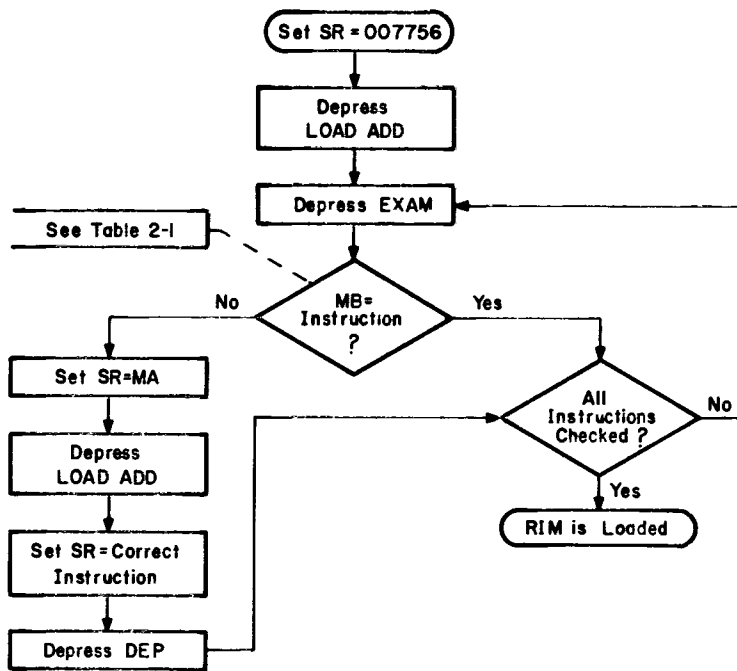 Set SR=007756
Depress
LOAD ADD
Depress EXAM
See Table 2-1
MB=
Instruction
?
No
Yes
Set SR=MA
All
Instructions
Checked?
No
Depress
LOAD ADD
Yes
RIM is Loaded
Set SR=Correct
Instruction
Depress DEP